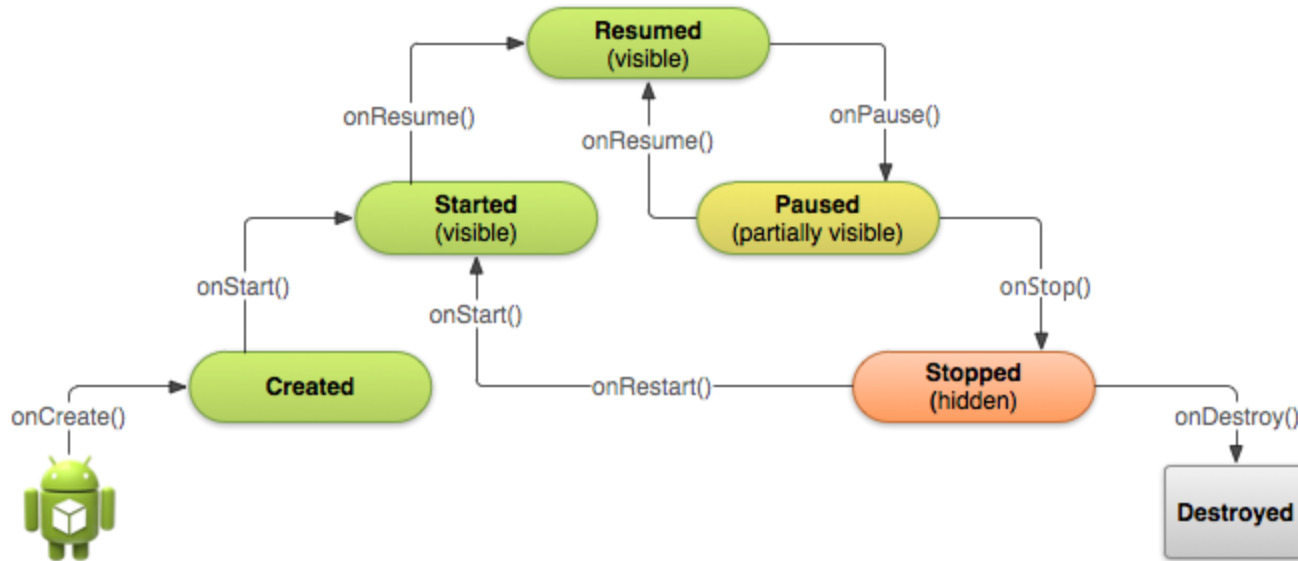 Resumed
(visible)
onResume()
onResume()
onPause()
Started
(visible)
Paused
(partially visible)
onStart()
onStart()
onStop()
Created
onRestart()
Stopped
(hidden)
onCreate()
onDestroy()
Destroyed